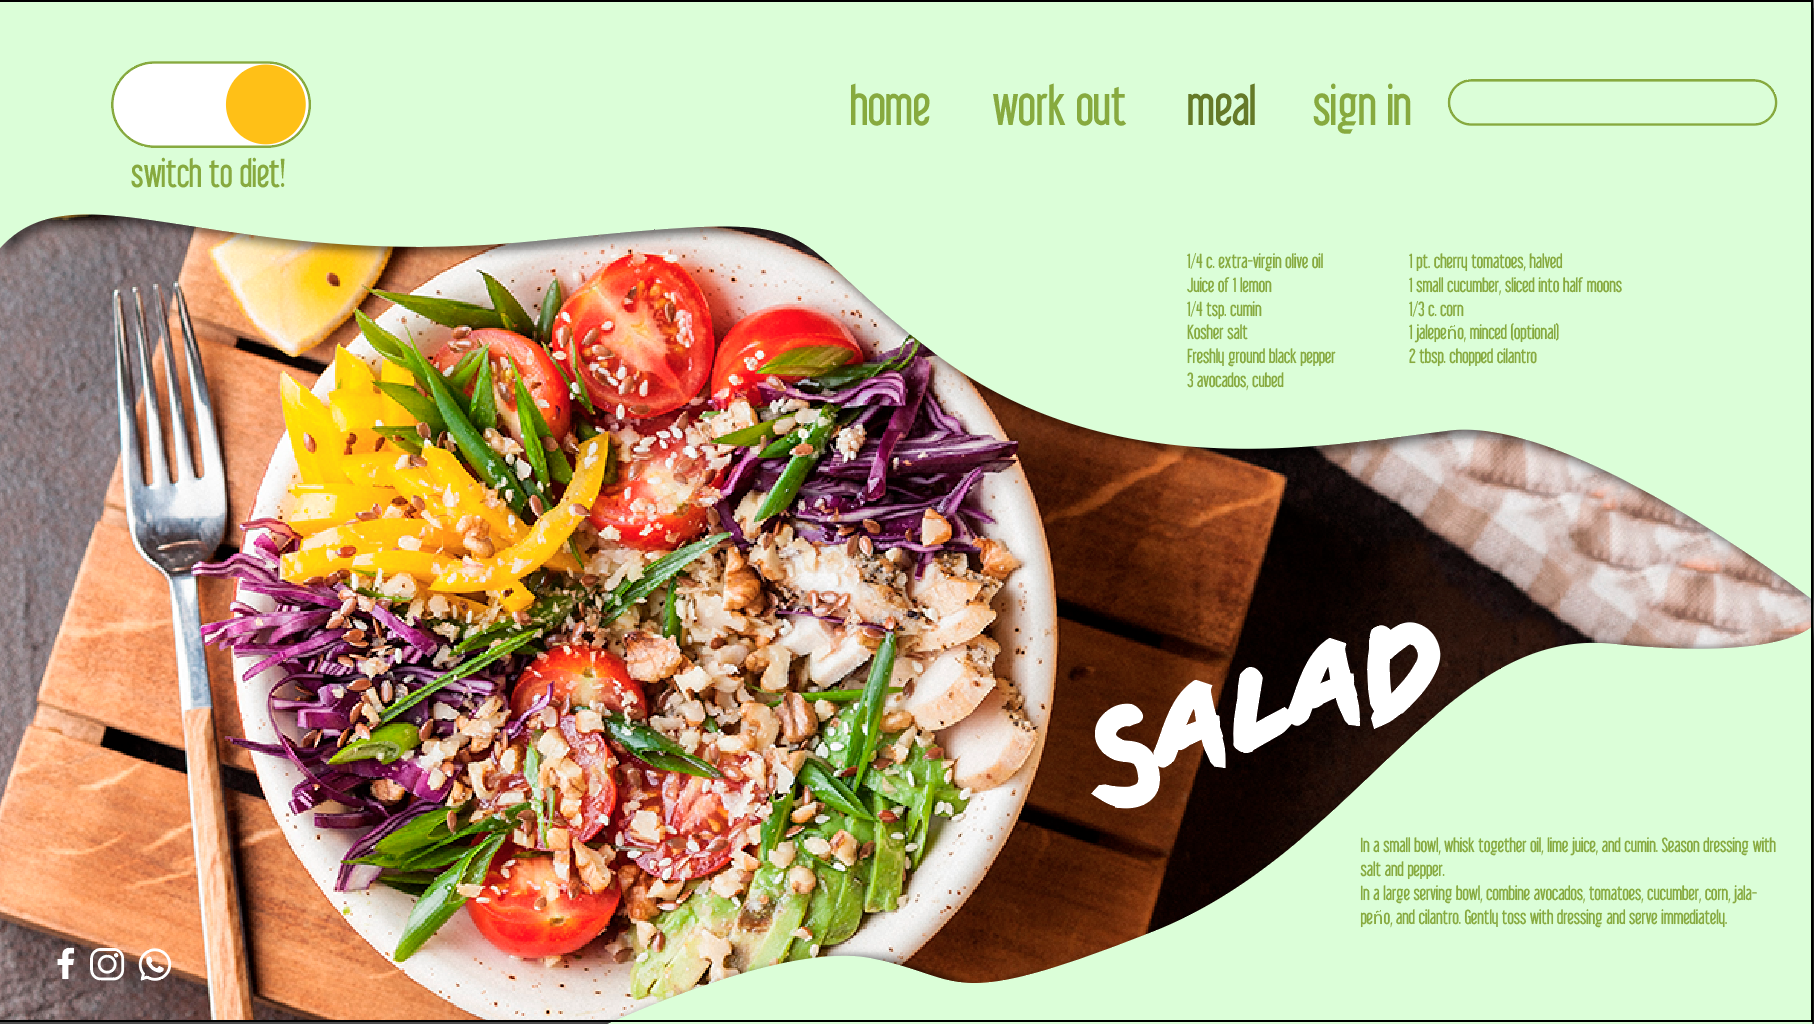 home
work out
meal
sign in
switch to diet!
1/4 c. extra-virgin olive oil
Juice of 1 lemon
1/4 tsp. cumin
Kosher salt
Freshly ground black pepper
3 avocados, cubed
1 pt. cherry tomatoes, halved
1 small cucumber, sliced into half moons
1/3 c. corn
1 jalepeño, minced (optional)
2 tbsp. chopped cilantro
SALAD
In a small bowl, whisk together oil, lime juice, and cumin. Season dressing with
salt and pepper.
In a large serving bowl, combine avocados, tomatoes, cucumber, corn, jala-
peño, and cilantro. Gently toss with dressing and serve immediately.